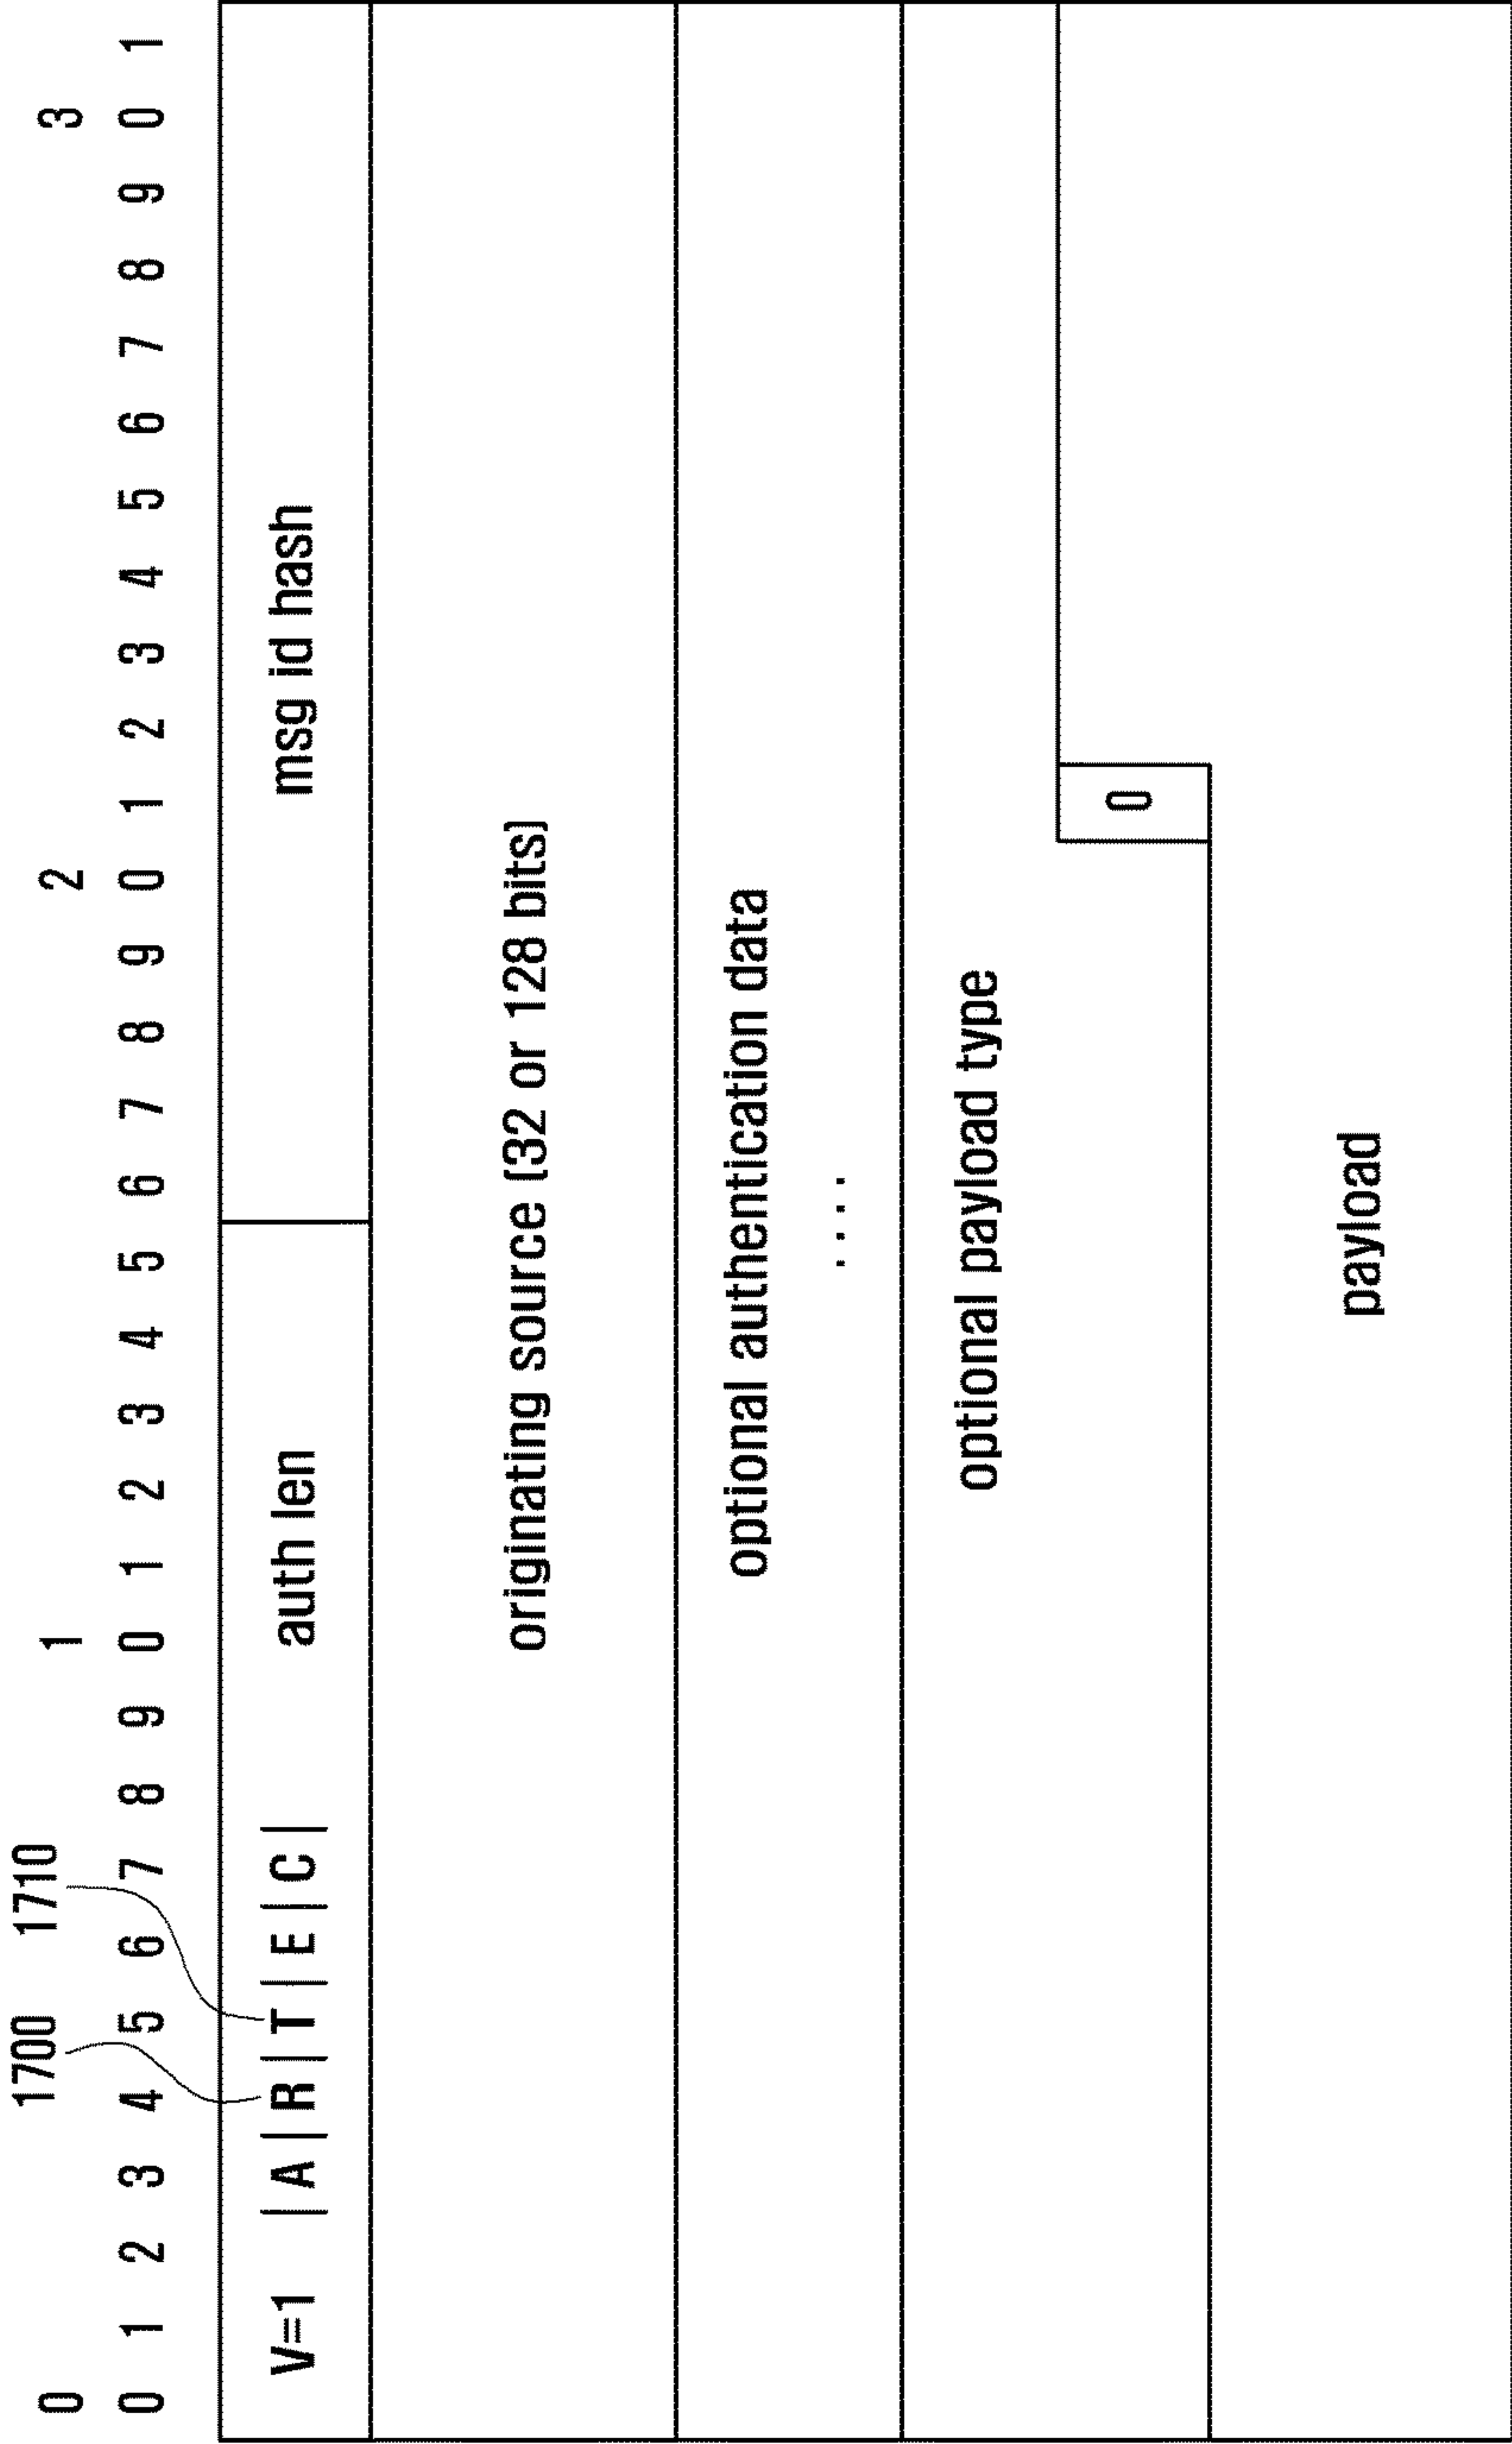 1700 1710
0 1 2 3
0 1 2 3 4 5 6 7 8 9 0 1 2 3 4 5 6 7 8 9 0 1 2 3 4 5 6 7 8 9 0 1
V=1 | A | R | T | E | C | auth len msg id hash
originating source (32 or 128 bits)
optional authentication data
....
optional payload type
0
payload